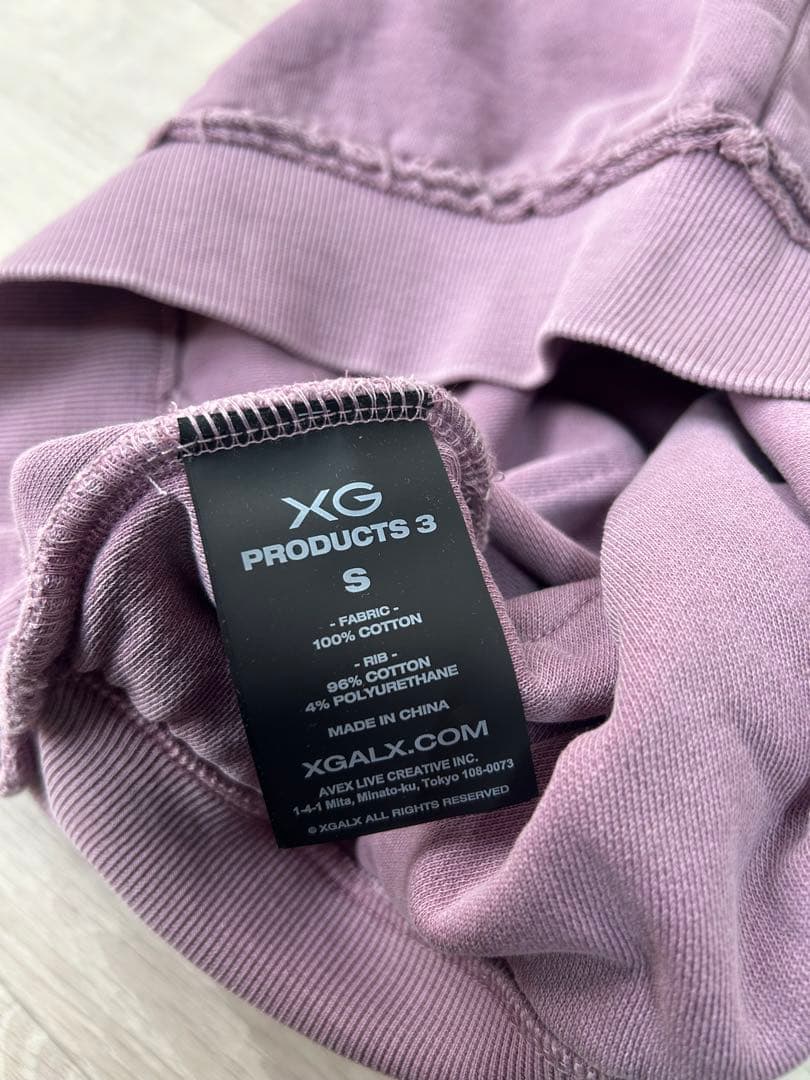 XG
PRODUCTS 3
S
- FABRIC -
100% COTTON
- RIB -
96% COTTON
4% POLYURETHANE
MADE IN CHINA
XGALX.COM
AVEX LIVE CREATIVE INC.
1-4-1 Mita, Minato-ku, Tokyo 108-0073
© XGALX ALL RIGHTS RESERVED